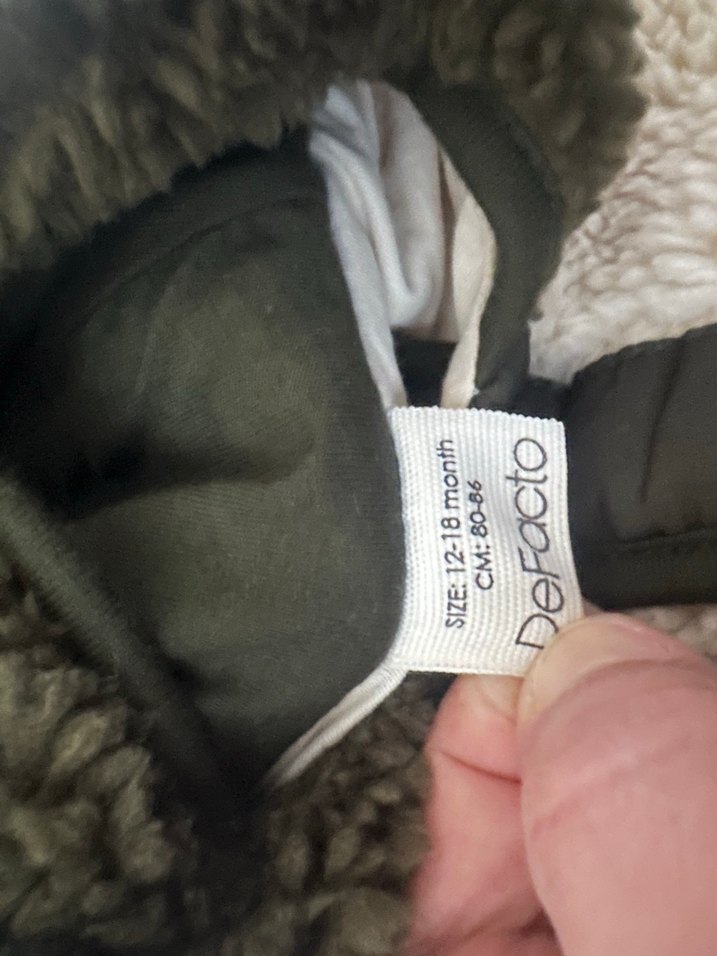 SIZE: 12-18 month
CM: 80-86
DeFacto